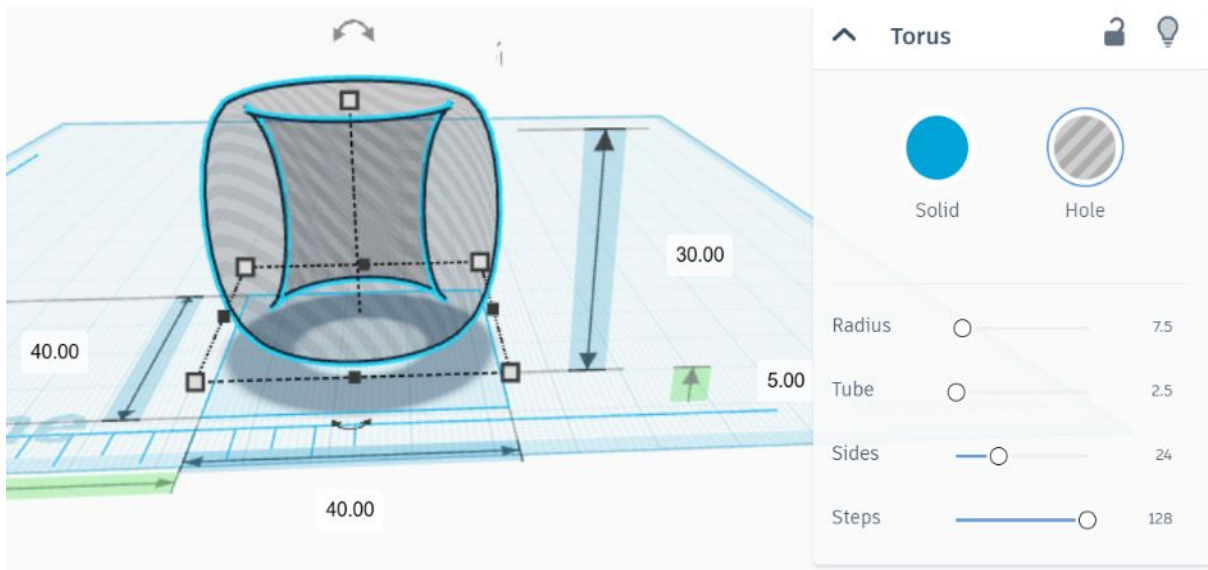 Torus
Solid
Hole
30.00
Radius 7.5
40.00
5.00
Tube 2.5
Sides 24
40.00
Steps 128